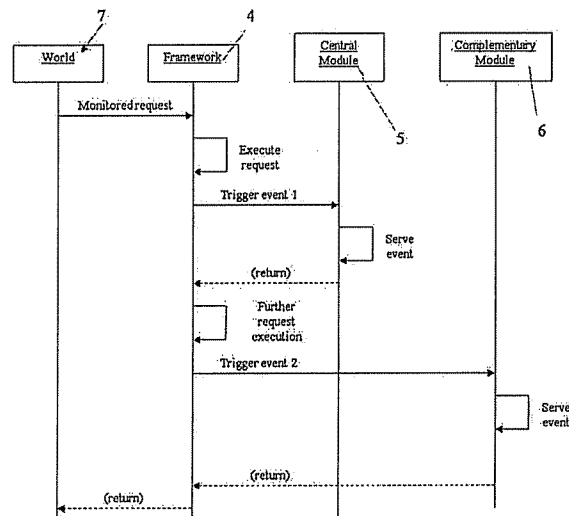 7
4
World
Framework
Central
Module
Complementary
Module
5
6
Monitored request
Execute
request
Trigger event 1
Serve
event
(return)
Further
request
execution
Trigger event 2
Serve
event
(return)
(return)